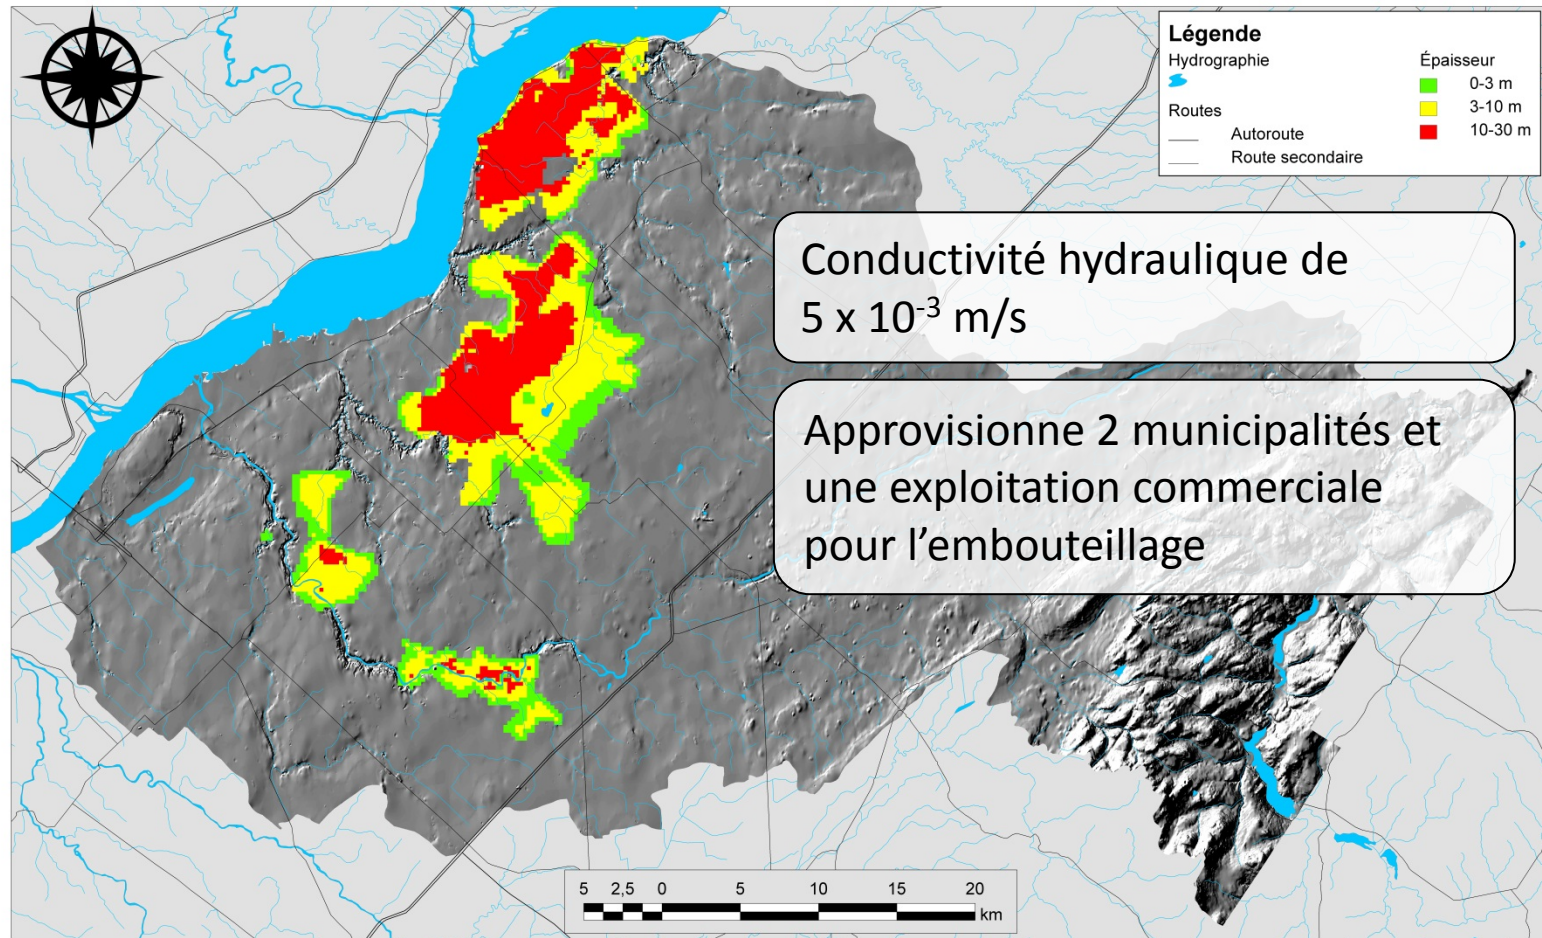 Légende
Hydrographie
Routes
Autoroute
Route secondaire
Épaisseur
0-3 m
3-10 m
10-30 m
Conductivité hydraulique de
5 x 10⁻³ m/s
Approvisionne 2 municipalités et
une exploitation commerciale
pour l’embouteillage
5 2,5 0 5 10 15 20
km